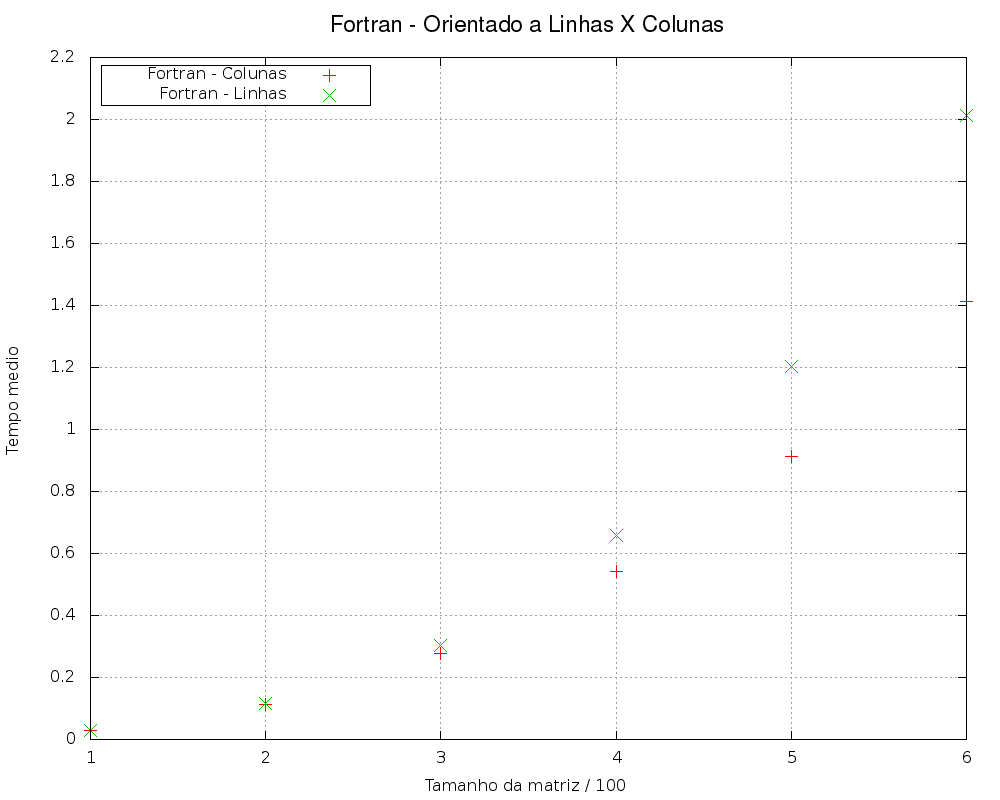 Fortran - Orientado a Linhas X Colunas
2.2
Fortran - Colunas
Fortran - Linhas
2
1.8
1.6
1.4
1.2
1
0.8
0.6
0.4
0.2
0
Tempo medio
1 2 3 4 5 6
Tamanho da matriz / 100